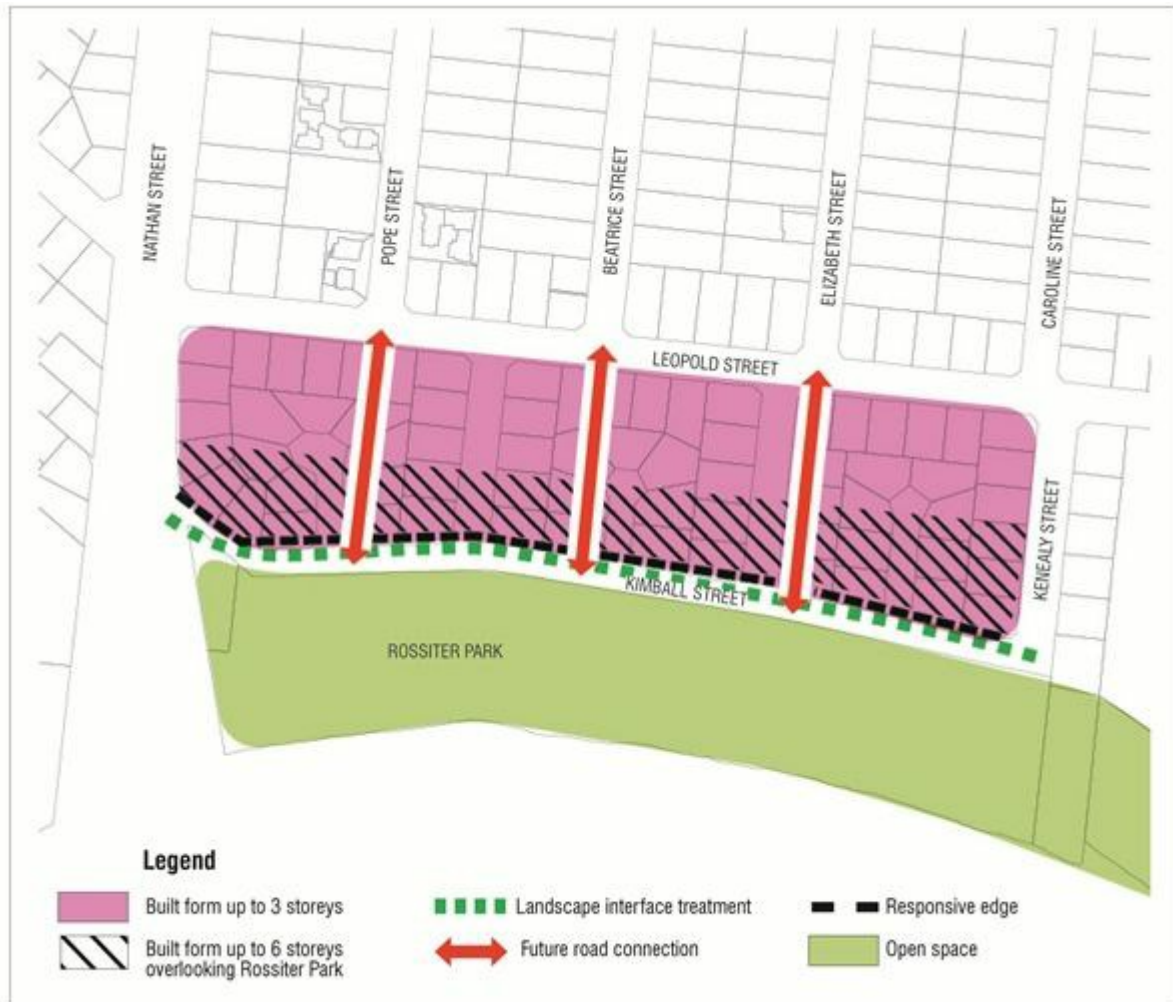 NATHAN STREET
POPE STREET
BEATRICE STREET
ELIZABETH STREET
CAROLINE STREET
LEOPOLD STREET
KENEALY STREET
KIMBALL STREET
ROSSITER PARK
Legend
Built form up to 3 storeys
Built form up to 6 storeys
overlooking Rossiter Park
Landscape interface treatment
Future road connection
Responsive edge
Open space